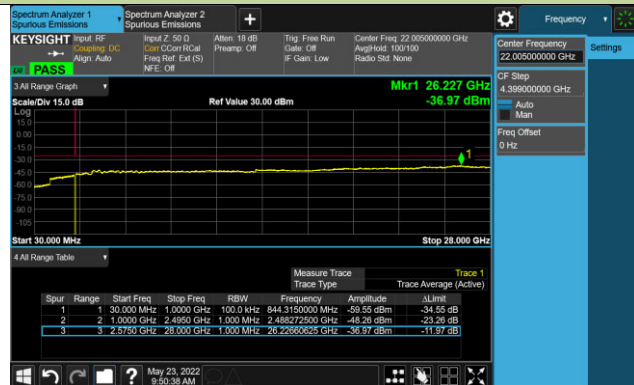 Spectrum Analyzer 1
Spurious Emissions
Spectrum Analyzer 2
Spurious Emissions
Frequency
KEYSIGHT
Input: RF
Coupling: DC
Align: Auto
Input Z: 50 Ω
Corr CCorr RCal
Freq Ref: Ext (S)
NFE: Off
Atten: 18 dB
Preamp: Off
Trig: Free Run
Gate: Off
IF Gain: Low
Center Freq: 22.005000000 GHz
Avg|Hold: 100/100
Radio Std: None
PASS
Center Frequency
22.005000000 GHz
Settings
CF Step
4.399000000 GHz
Auto
Man
Freq Offset
0 Hz
3 All Range Graph
Mkr1 26.227 GHz
-36.97 dBm
Scale/Div 15.0 dB
Ref Value 30.00 dBm
Log
15.0
0.00
-15.0
-30.0
-45.0
-60.0
-75.0
-90.0
-105
1
Start 30.000 MHz
Stop 28.000 GHz
4 All Range Table
Measure Trace
Trace 1
Trace Type
Trace Average (Active)
Spur Range Start Freq Stop Freq RBW Frequency Amplitude ΔLimit
1 1 30.000 MHz 1.0000 GHz 100.0 kHz 844.3150000 MHz -59.55 dBm -34.55 dB
2 2 1.0000 GHz 2.4950 GHz 1.000 MHz 2.488272500 GHz -48.26 dBm -23.26 dB
3 3 2.5750 GHz 28.000 GHz 1.000 MHz 26.22660625 GHz -36.97 dBm -11.97 dB
May 23, 2022
9:50:38 AM